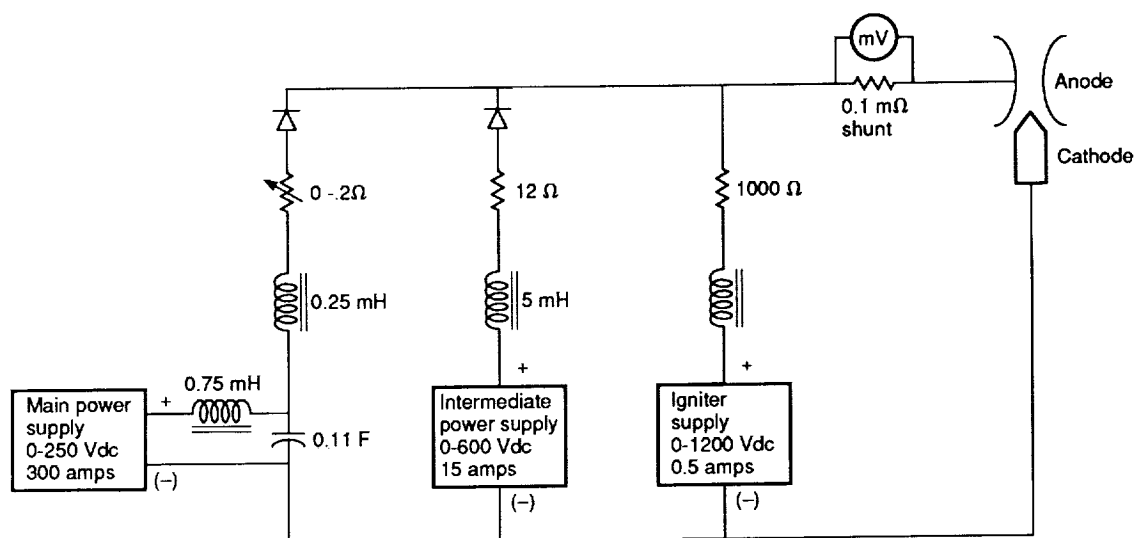 mV
0.1 mΩ
shunt
Anode
Cathode
0 -.2Ω
12 Ω
1000 Ω
0.25 mH
5 mH
0.75 mH
+
Main power
supply
0-250 Vdc
300 amps
(–)
0.11 F
+
Intermediate
power supply
0-600 Vdc
15 amps
(–)
+
Igniter
supply
0-1200 Vdc
0.5 amps
(–)